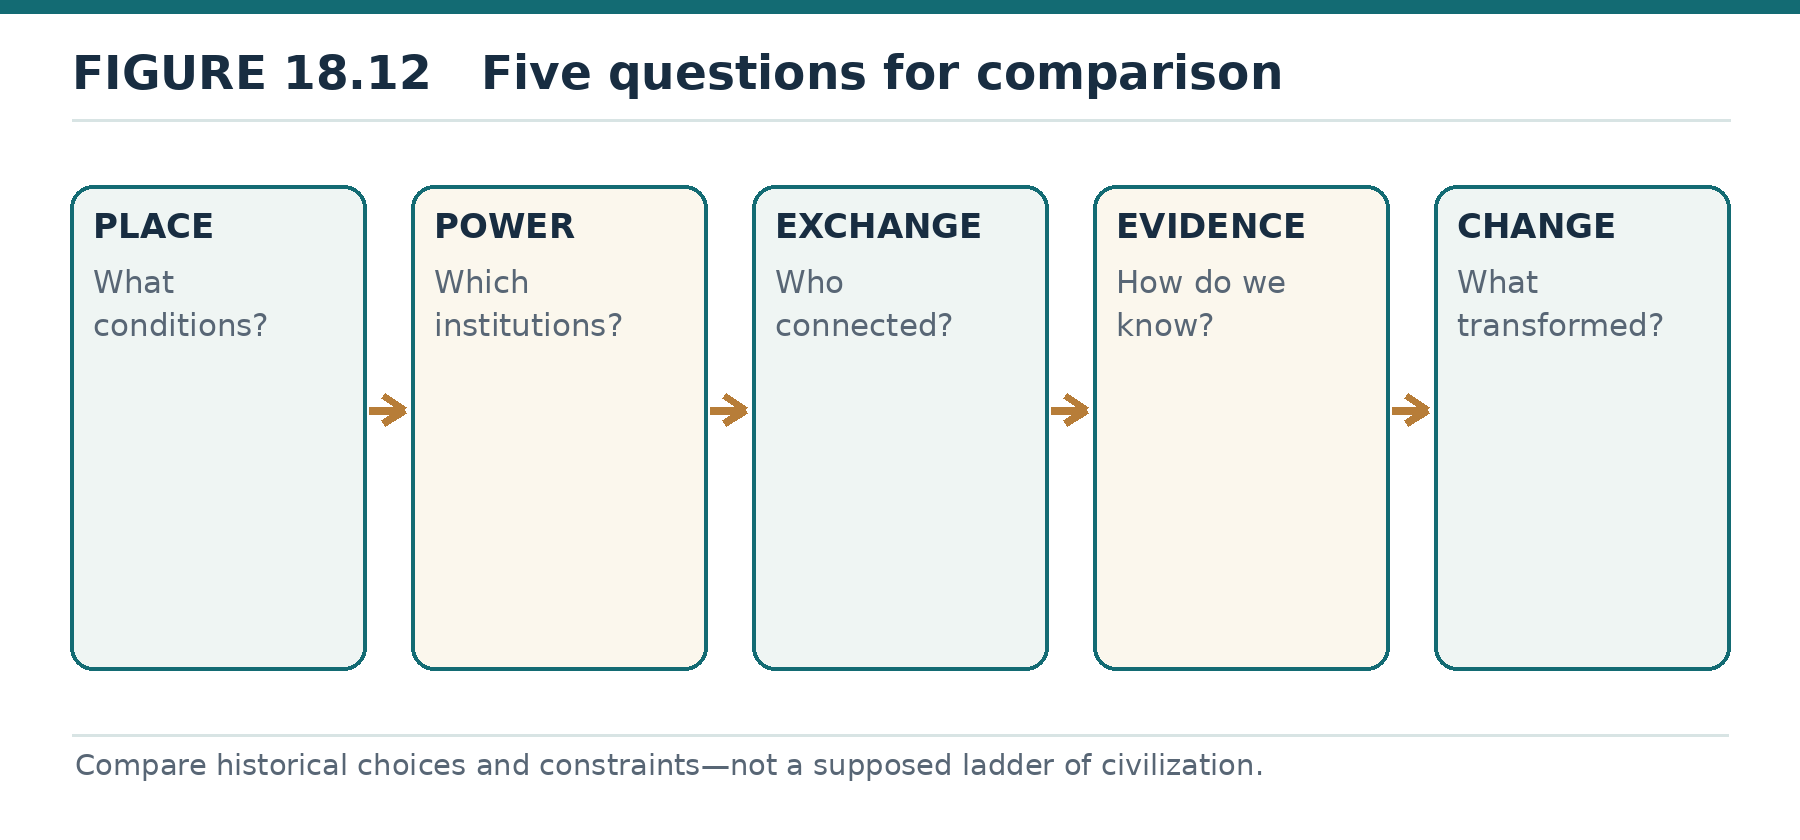 FIGURE 18.12 Five questions for comparison
PLACE
What
conditions?
POWER
Which
institutions?
EXCHANGE
Who
connected?
EVIDENCE
How do we
know?
CHANGE
What
transformed?
Compare historical choices and constraints—not a supposed ladder of civilization.